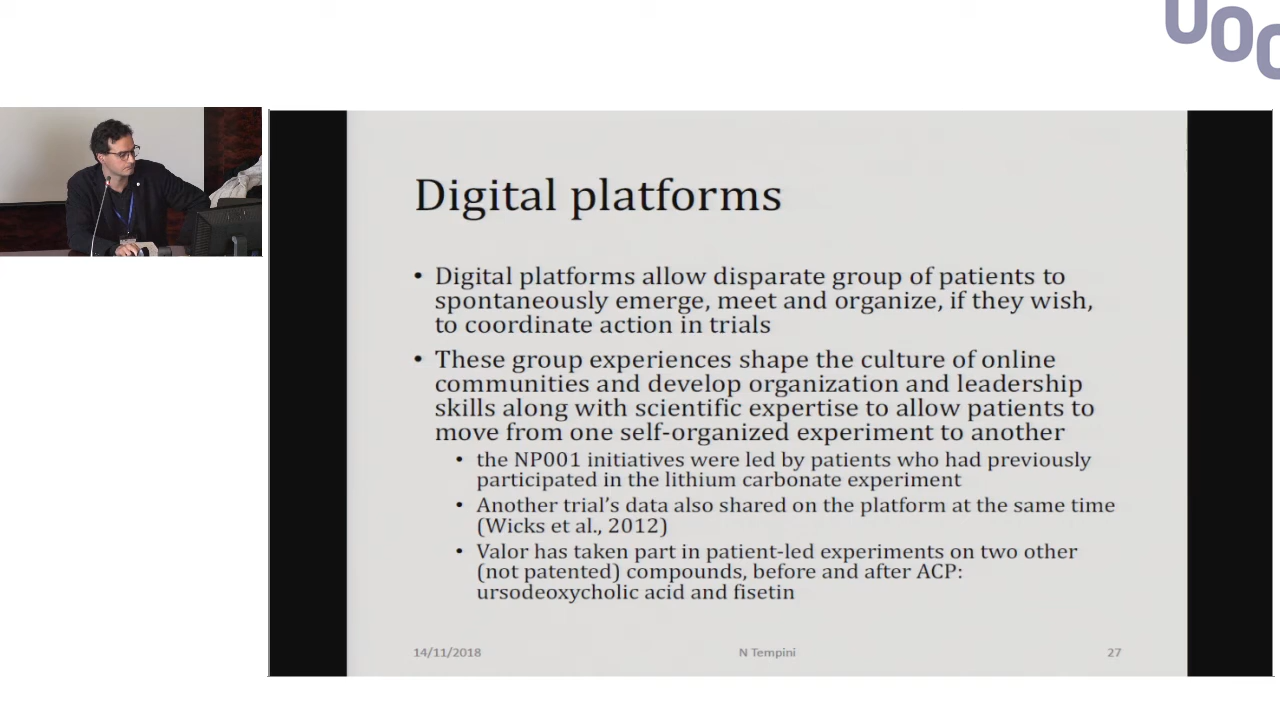 UOC
Digital platforms
• Digital platforms allow disparate group of patients to
spontaneously emerge, meet and organize, if they wish,
to coordinate action in trials
• These group experiences shape the culture of online
communities and develop organization and leadership
skills along with scientific expertise to allow patients to
move from one self-organized experiment to another
• the NP001 initiatives were led by patients who had previously
participated in the lithium carbonate experiment
• Another trial's data also shared on the platform at the same time
(Wicks et al., 2012)
• Valor has taken part in patient-led experiments on two other
(not patented) compounds, before and after ACP:
ursodeoxycholic acid and fisetin
14/11/2018
N Tempini
27